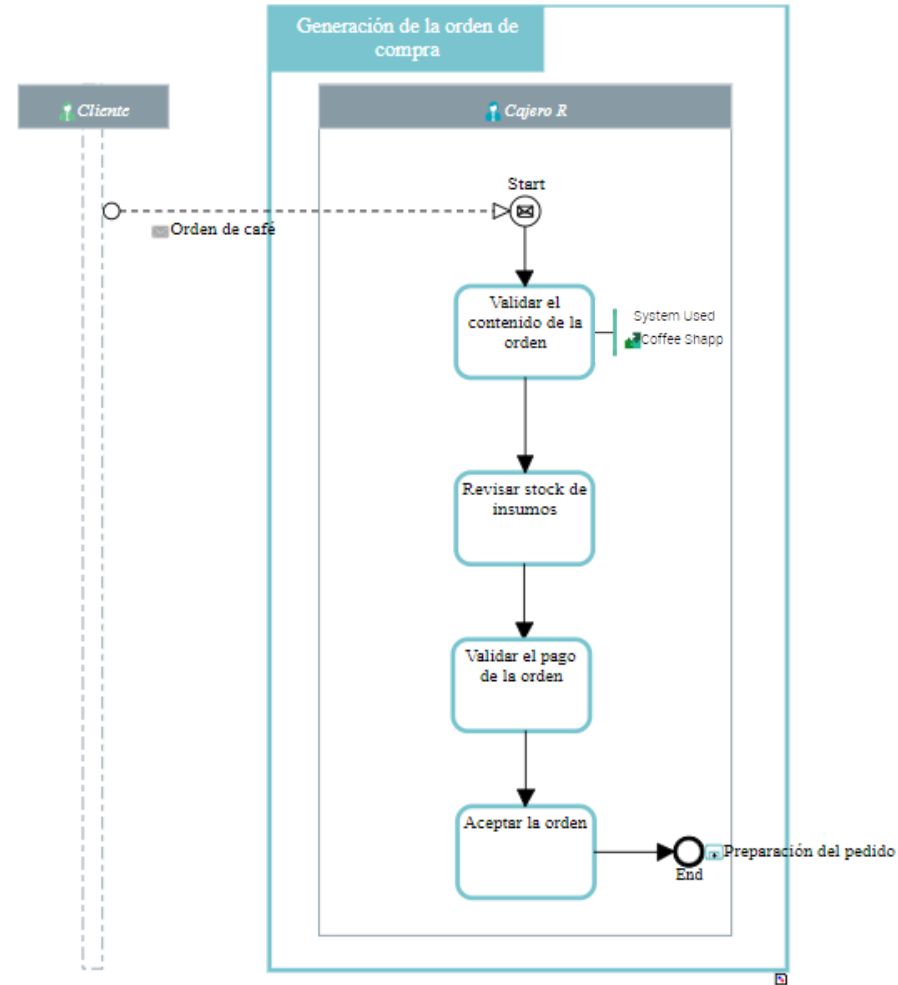 Generación de la orden de
compra
Cliente
Cajero R
Start
Orden de café
Validar el
contenido de la
orden
System Used
Coffee Shapp
Revisar stock de
insumos
Validar el pago
de la orden
Aceptar la orden
Preparación del pedido
End